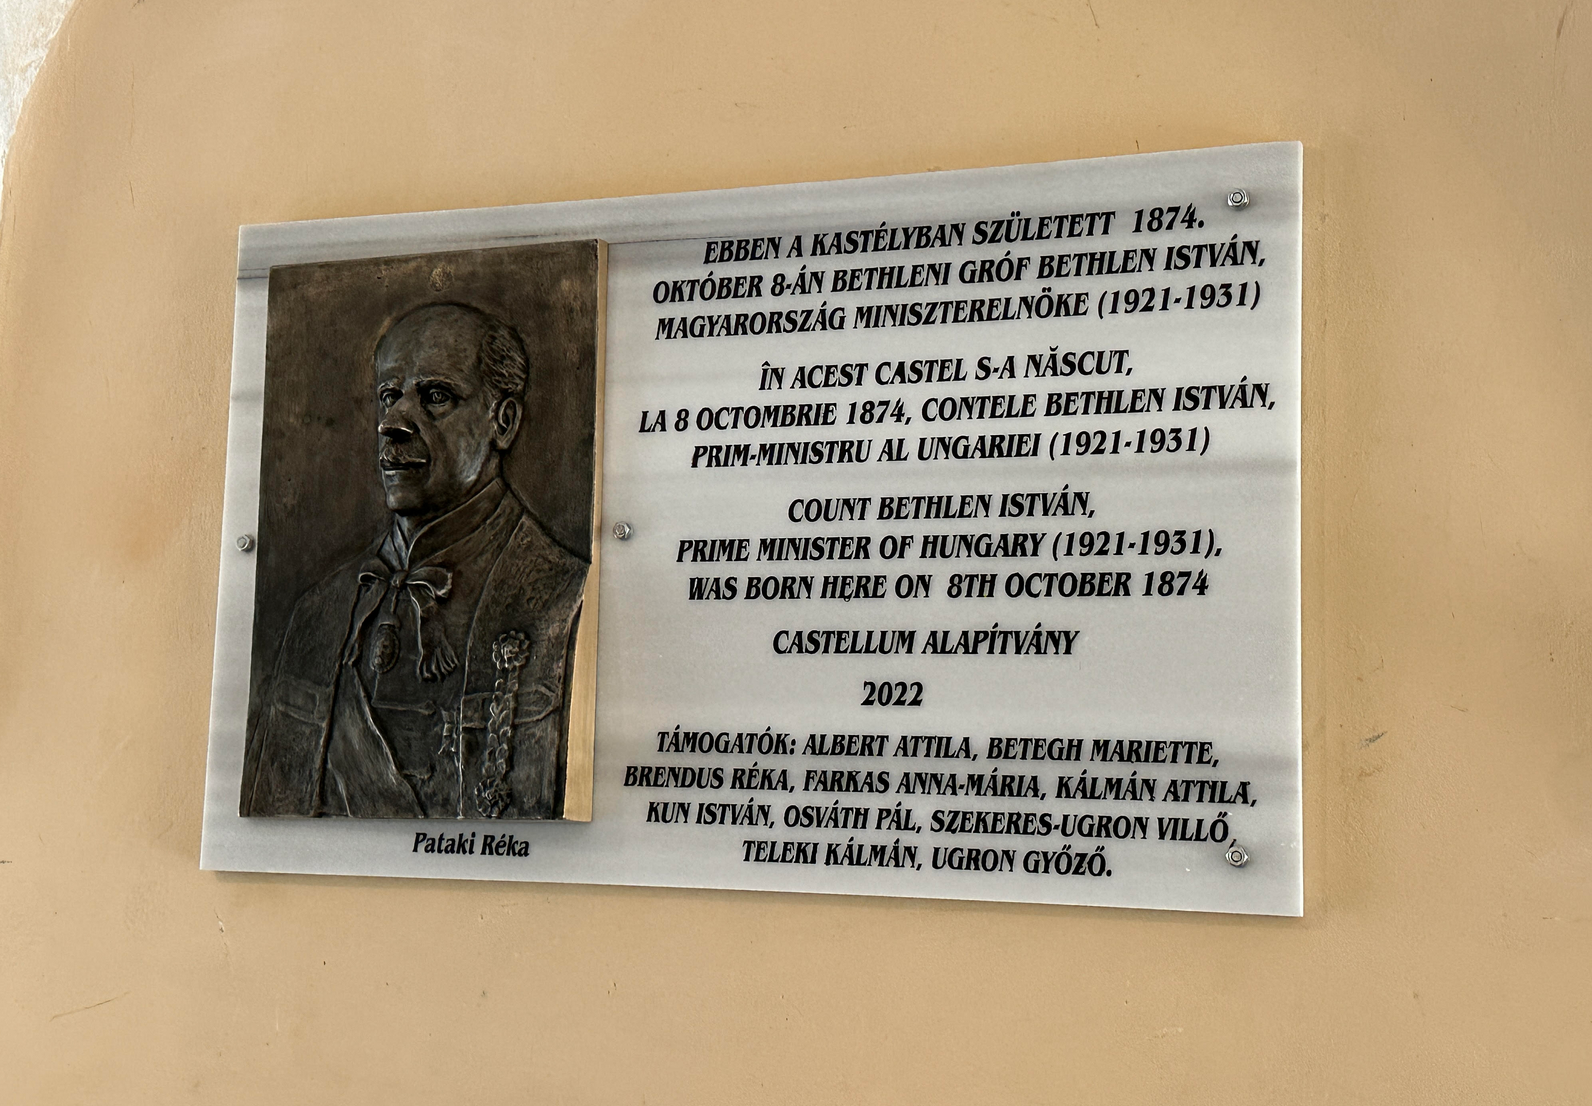 EBBEN A KASTÉLYBAN SZÜLETETT 1874.
OKTÓBER 8-ÁN BETHLENI GRÓF BETHLEN ISTVÁN,
MAGYARORSZÁG MINISZTERELNÖKE (1921-1931)
ÎN ACEST CASTEL S-A NĂSCUT,
LA 8 OCTOMBRIE 1874, CONTELE BETHLEN ISTVÁN,
PRIM-MINISTRU AL UNGARIEI (1921-1931)
COUNT BETHLEN ISTVÁN,
PRIME MINISTER OF HUNGARY (1921-1931),
WAS BORN HERE ON 8TH OCTOBER 1874
CASTELLUM ALAPÍTVÁNY
2022
TÁMOGATÓK: ALBERT ATTILA, BETEGH MARIETTE,
BRENDUS RÉKA, FARKAS ANNA-MÁRIA, KÁLMÁN ATTILA,
KUN ISTVÁN, OSVÁTH PÁL, SZEKERES-UGRON VILLŐ,
TELEKI KÁLMÁN, UGRON GYŐZŐ.
Pataki Réka